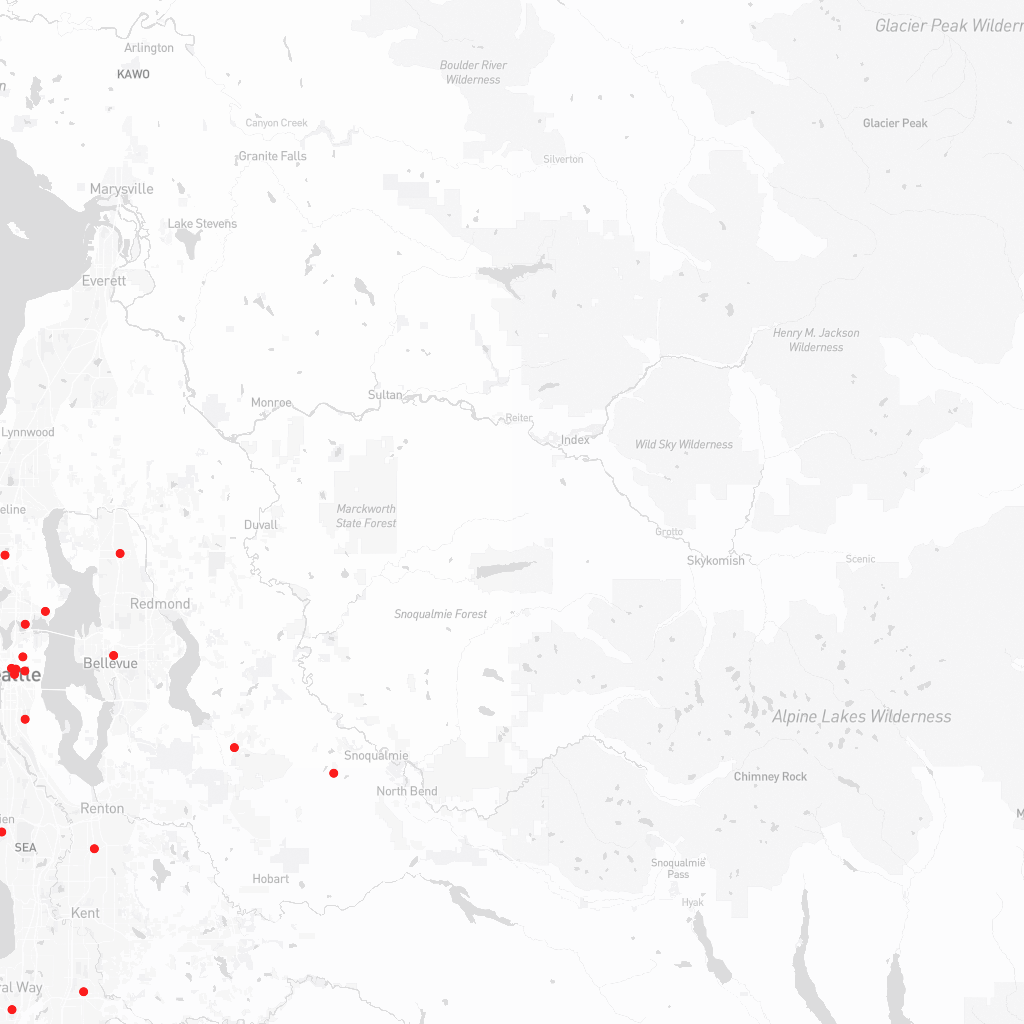 Glacier Peak Wildern
Arlington
KAWO
Boulder River
Wilderness
n
Canyon Creek
Glacier Peak
Granite Falls
Silverton
Marysville
Lake Stevens
Everett
Henry M. Jackson
Wilderness
Sultan
Monroe
Reiter
Lynnwood
Index
Wild Sky Wilderness
Marckworth
State Forest
eline
Duvall
Grotto
Skykomish
Scenic
Redmond
Snoqualmie Forest
Bellevue
eattle
Alpine Lakes Wilderness
Snoqualmie
Chimney Rock
North Bend
Renton
M
ien
SEA
Snoqualmie
Pass
Hobart
Hyak
Kent
ral Way